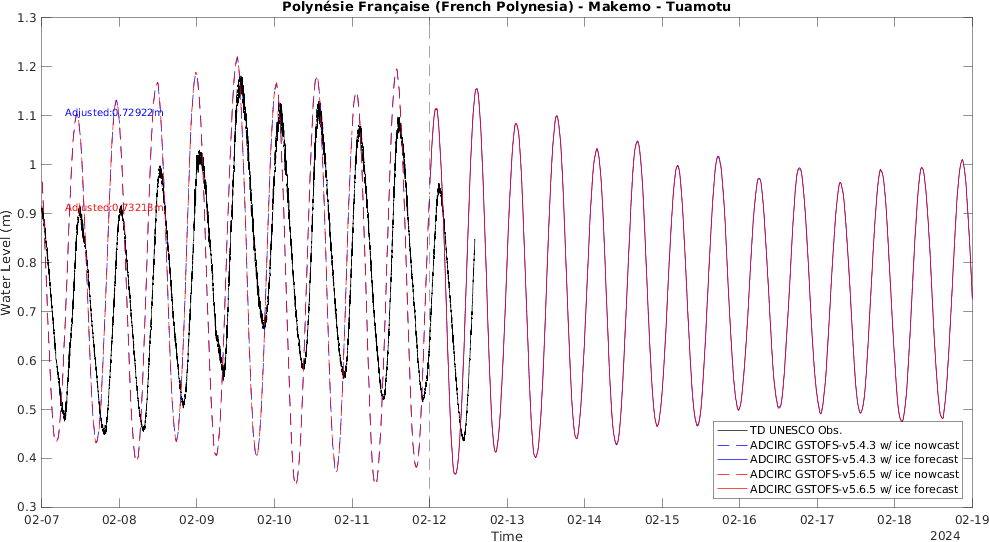 Polynésie Française (French Polynesia) - Makemo - Tuamotu
1.3
1.2
1.1
1
0.9
0.8
0.7
0.6
0.5
0.4
0.3
Water Level (m)
Adjusted:0.72922m
Adjusted:0.73213m
TD UNESCO Obs.
ADCIRC GSTOFS-v5.4.3 w/ ice nowcast
ADCIRC GSTOFS-v5.4.3 w/ ice forecast
ADCIRC GSTOFS-v5.6.5 w/ ice nowcast
ADCIRC GSTOFS-v5.6.5 w/ ice forecast
02-07 02-08 02-09 02-10 02-11 02-12 02-13 02-14 02-15 02-16 02-17 02-18 02-19
Time
2024